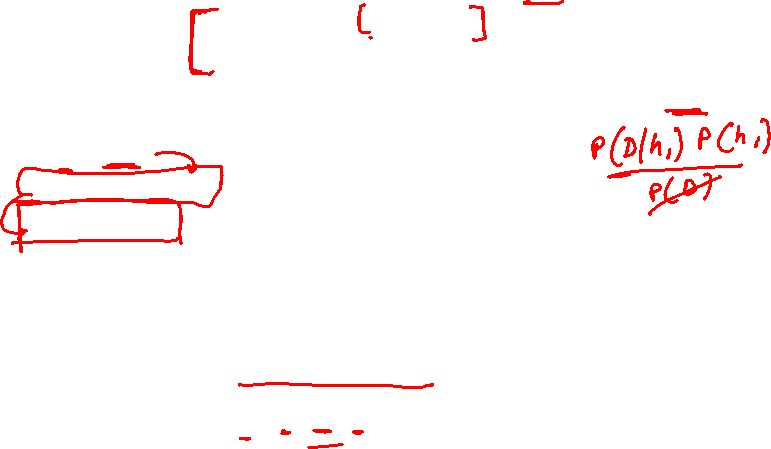 [ ( ]
P(D|h₁) P(h₁)
P(D)